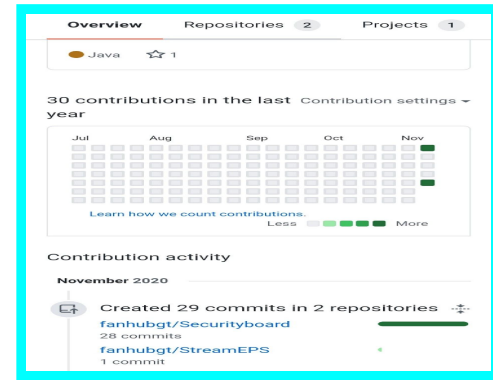 Overview Repositories 2 Projects 1
Java 1
30 contributions in the last Contribution settings
year
Jul Aug Sep Oct Nov
Learn how we count contributions.
Less More
Contribution activity
November 2020
Created 29 commits in 2 repositories
fanhubgt/Securityboard
28 commits
fanhubgt/StreamEPS
1 commit